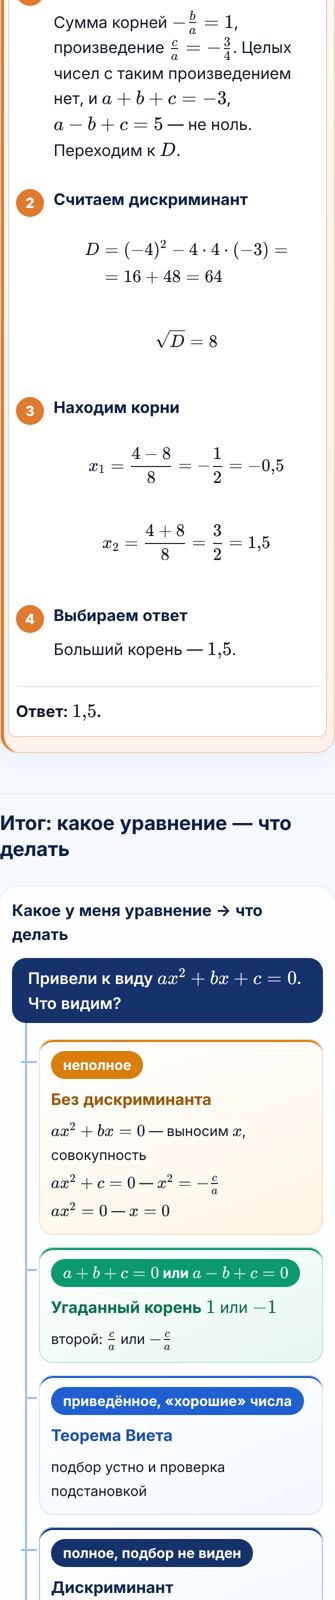 Сумма корней −b/a = 1,
произведение c/a = −3/4. Целых
чисел с таким произведением
нет, и a + b + c = −3,
a − b + c = 5 — не ноль.
Переходим к D.
2 Считаем дискриминант
D = (−4)² − 4 · 4 · (−3) =
= 16 + 48 = 64
√D = 8
3 Находим корни
x₁ = (4 − 8)/8 = −1/2 = −0,5
x₂ = (4 + 8)/8 = 3/2 = 1,5
4 Выбираем ответ
Больший корень — 1,5.
Ответ: 1,5.
Итог: какое уравнение — что
делать
Какое у меня уравнение → что
делать
Привели к виду ax² + bx + c = 0.
Что видим?
неполное
Без дискриминанта
ax² + bx = 0 — выносим x,
совокупность
ax² + c = 0 — x² = −c/a
ax² = 0 — x = 0
a + b + c = 0 или a − b + c = 0
Угаданный корень 1 или −1
второй: c/a или −c/a
приведённое, «хорошие» числа
Теорема Виета
подбор устно и проверка
подстановкой
полное, подбор не виден
Дискриминант